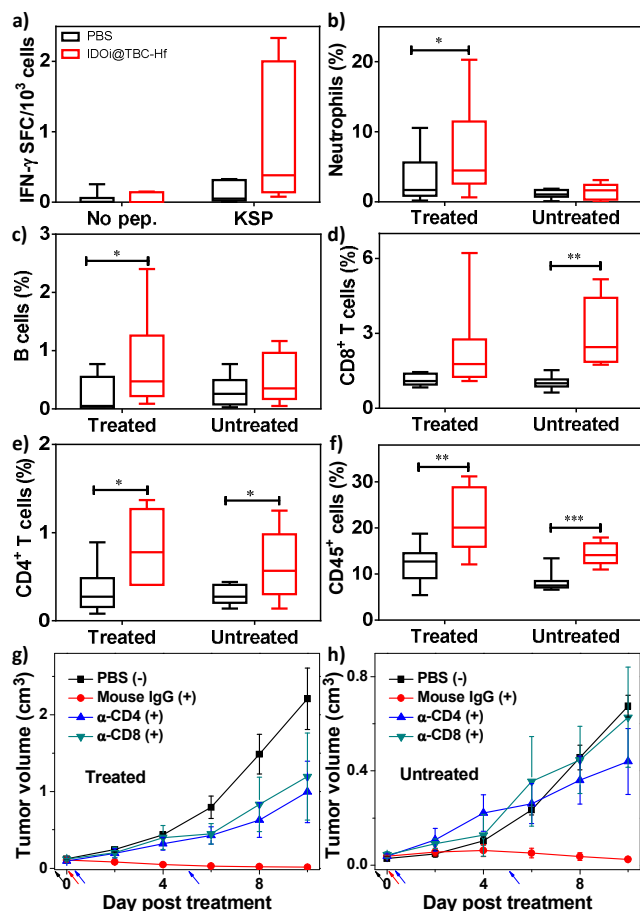 a)
PBS
IDOi@TBC-Hf
IFN-γ SFC/10³ cells
2
1
0
No pep.
KSP
b)
*
Neutrophils (%)
20
10
0
Treated
Untreated
c)
*
B cells (%)
3
2
1
0
Treated
Untreated
d)
**
CD8⁺ T cells (%)
6
3
0
Treated
Untreated
e)
*
*
CD4⁺ T cells (%)
2
1
0
Treated
Untreated
f)
**
***
CD45⁺ cells (%)
30
20
10
0
Treated
Untreated
g)
PBS (-)
Mouse IgG (+)
α-CD4 (+)
α-CD8 (+)
Treated
Tumor volume (cm³)
2
1
0
0 4 8
Day post treatment
h)
PBS (-)
Mouse IgG (+)
α-CD4 (+)
α-CD8 (+)
Untreated
Tumor volume (cm³)
0.8
0.4
0.0
0 4 8
Day post treatment